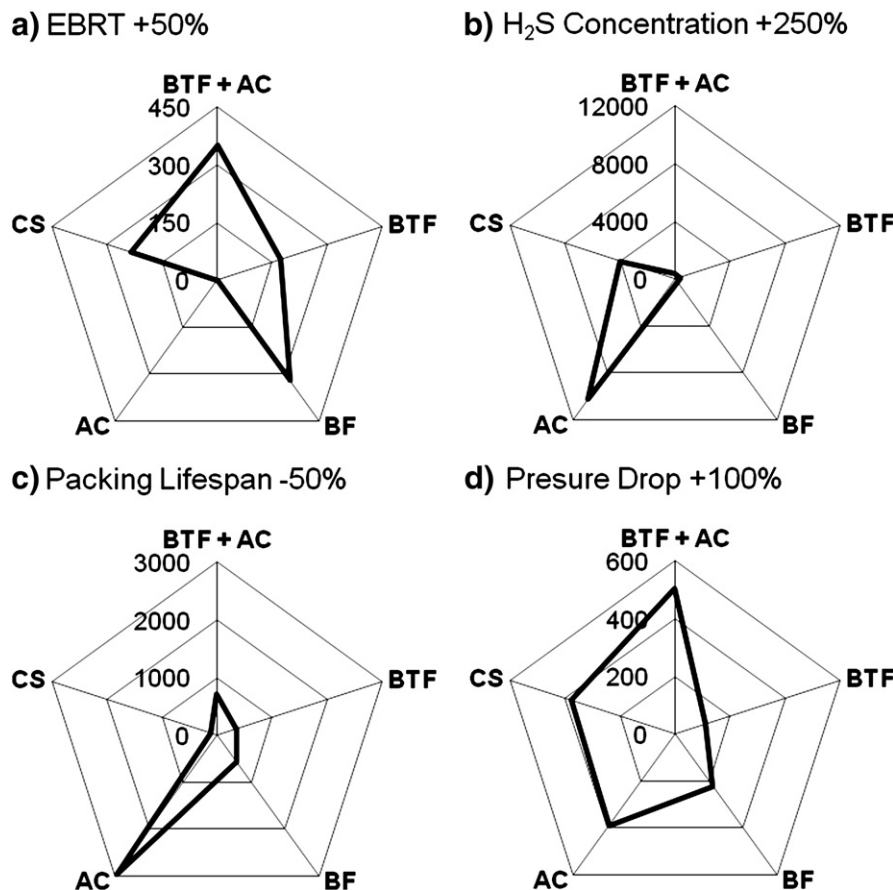 a) EBRT +50%
BTF + AC
450
300
150
0
CS
BTF
AC
BF
b) H₂S Concentration +250%
BTF + AC
12000
8000
4000
0
CS
BTF
AC
BF
c) Packing Lifespan -50%
BTF + AC
3000
2000
1000
0
CS
BTF
AC
BF
d) Presure Drop +100%
BTF + AC
600
400
200
0
CS
BTF
AC
BF